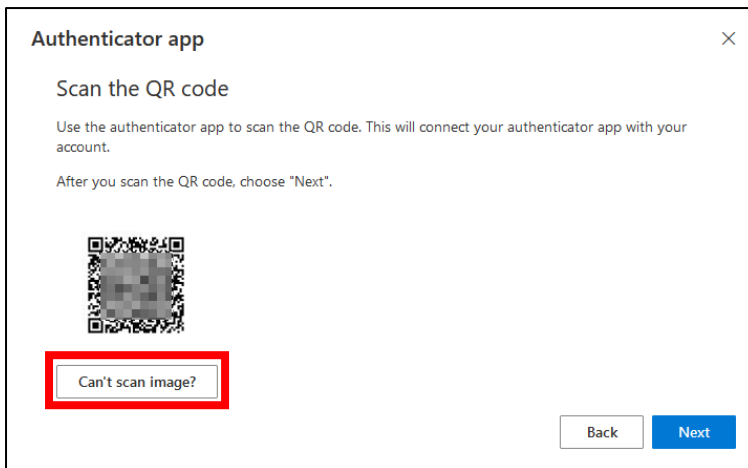 Authenticator app
Scan the QR code
Use the authenticator app to scan the QR code. This will connect your authenticator app with your
account.
After you scan the QR code, choose "Next".
Can't scan image?
Back
Next